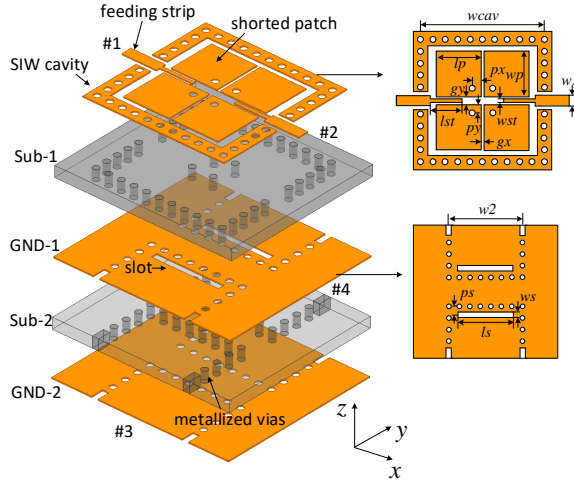 feeding strip
#1
shorted patch
SIW cavity
#2
Sub-1
GND-1
slot
#4
Sub-2
GND-2
metallized vias
#3
z
y
x
wcav
lp
px
wp
gy
w
lst
wst
py
gx
w2
ps
ws
ls